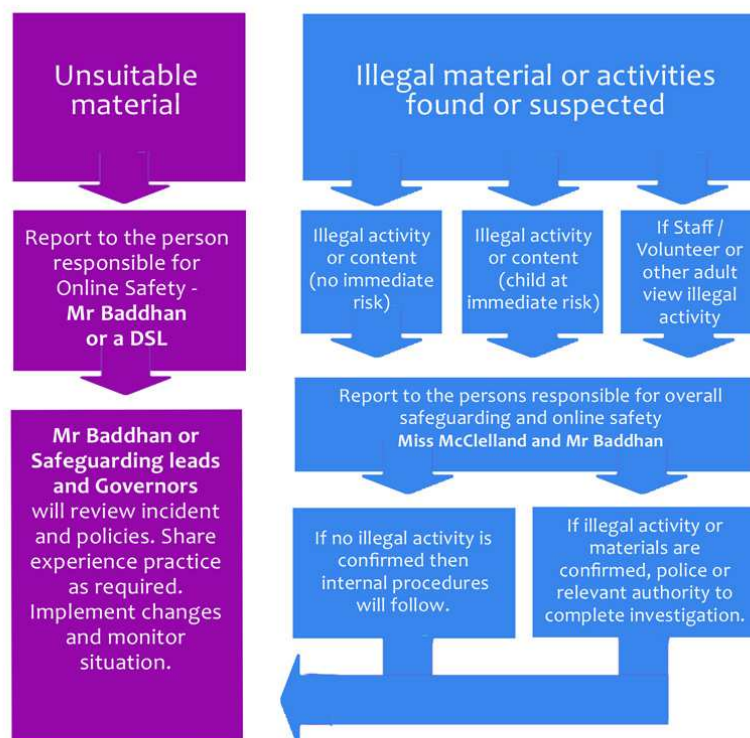 Unsuitable
material
Report to the person
responsible for
Online Safety -
Mr Baddhan
or a DSL
Mr Baddhan or
Safeguarding leads
and Governors
will review incident
and policies. Share
experience practice
as required.
Implement changes
and monitor
situation.
Illegal material or activities
found or suspected
Illegal activity
or content
(no immediate
risk)
Illegal activity
or content
(child at
immediate risk)
If Staff /
Volunteer or
other adult
view illegal
activity
Report to the persons responsible for overall
safeguarding and online safety
Miss McClelland and Mr Baddhan
If no illegal activity is
confirmed then
internal procedures
will follow.
If illegal activity or
materials are
confirmed, police or
relevant authority to
complete investigation.